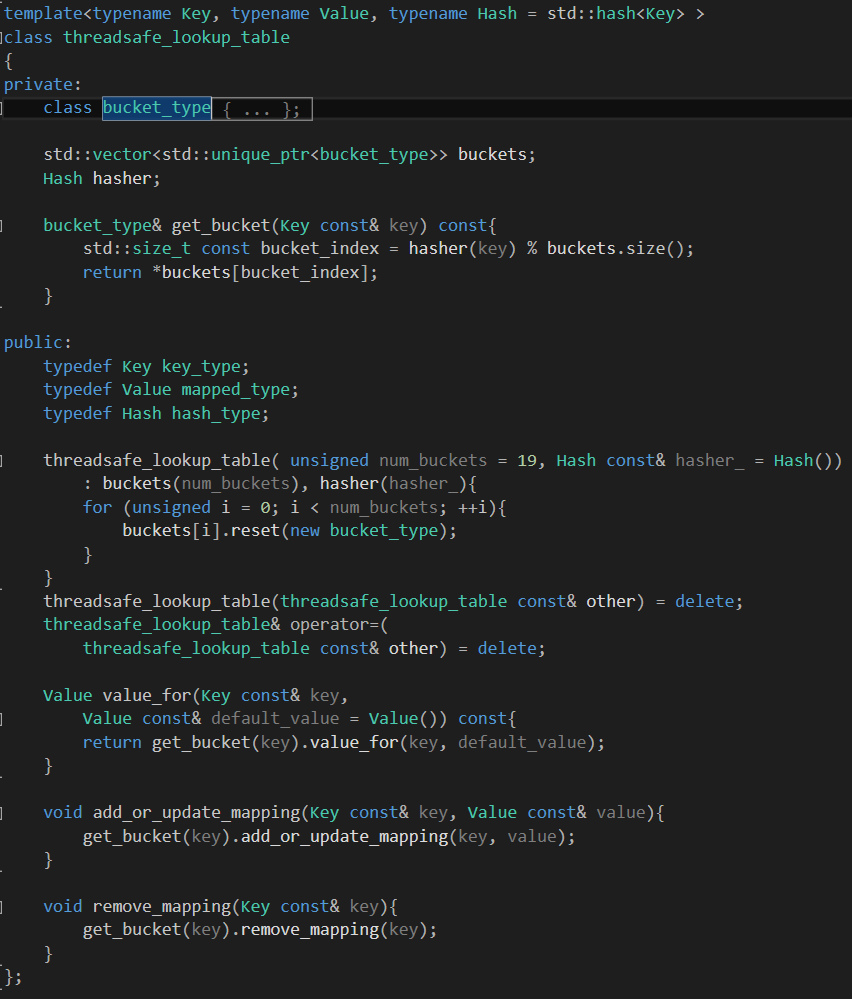 template<typename Key, typename Value, typename Hash = std::hash<Key> >
class threadsafe_lookup_table
{
private:
    class bucket_type { ... };

    std::vector<std::unique_ptr<bucket_type>> buckets;
    Hash hasher;

    bucket_type& get_bucket(Key const& key) const{
        std::size_t const bucket_index = hasher(key) % buckets.size();
        return *buckets[bucket_index];
    }

public:
    typedef Key key_type;
    typedef Value mapped_type;
    typedef Hash hash_type;

    threadsafe_lookup_table( unsigned num_buckets = 19, Hash const& hasher_ = Hash())
        : buckets(num_buckets), hasher(hasher_){
        for (unsigned i = 0; i < num_buckets; ++i){
            buckets[i].reset(new bucket_type);
        }
    }
    threadsafe_lookup_table(threadsafe_lookup_table const& other) = delete;
    threadsafe_lookup_table& operator=(
        threadsafe_lookup_table const& other) = delete;

    Value value_for(Key const& key,
        Value const& default_value = Value()) const{
        return get_bucket(key).value_for(key, default_value);
    }

    void add_or_update_mapping(Key const& key, Value const& value){
        get_bucket(key).add_or_update_mapping(key, value);
    }

    void remove_mapping(Key const& key){
        get_bucket(key).remove_mapping(key);
    }
};